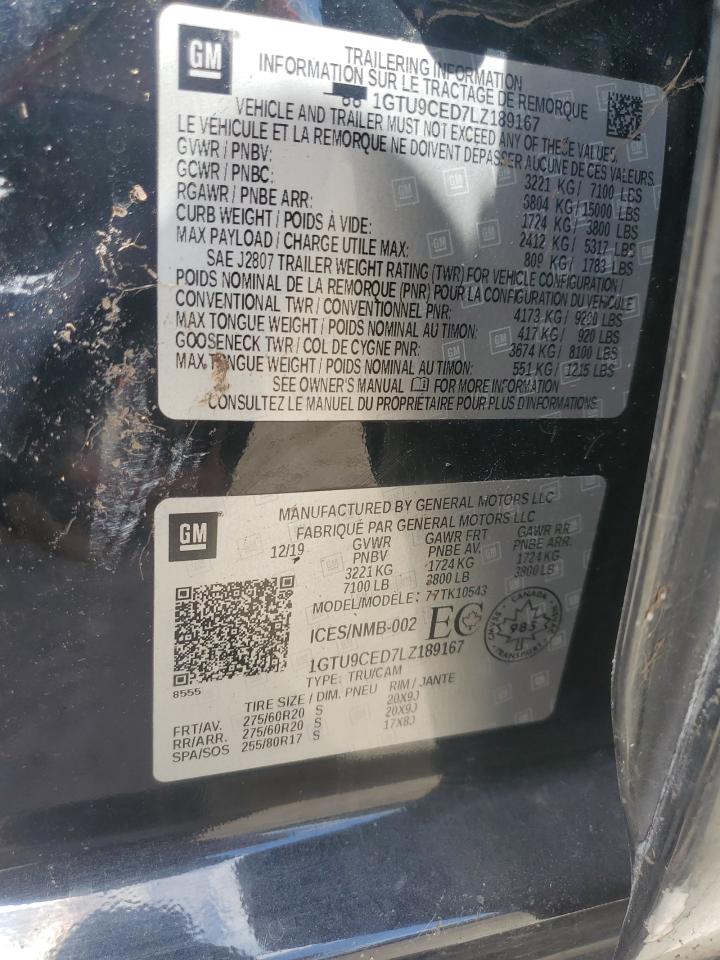 GM
TRAILERING INFORMATION
INFORMATION SUR LE TRACTAGE DE REMORQUE
1GTU9CED7LZ189167
VEHICLE AND TRAILER MUST NOT EXCEED ANY OF THESE VALUES.
LE VÉHICULE ET LA REMORQUE NE DOIVENT DÉPASSER AUCUNE DE CES VALEURS.
GVWR / PNBV: 3221 KG / 7100 LBS
GCWR / PNBC: 6804 KG / 15000 LBS
RGAWR / PNBE ARR: 1724 KG / 3800 LBS
CURB WEIGHT / POIDS À VIDE: 2412 KG / 5317 LBS
MAX PAYLOAD / CHARGE UTILE MAX: 809 KG / 1783 LBS
SAE J2807 TRAILER WEIGHT RATING (TWR) FOR VEHICLE CONFIGURATION /
POIDS NOMINAL DE LA REMORQUE (PNR) POUR LA CONFIGURATION DU VÉHICULE
CONVENTIONAL TWR / CONVENTIONNEL PNR: 4173 KG / 9200 LBS
MAX TONGUE WEIGHT / POIDS NOMINAL AU TIMON: 417 KG / 920 LBS
GOOSENECK TWR / COL DE CYGNE PNR: 3674 KG / 8100 LBS
MAX TONGUE WEIGHT / POIDS NOMINAL AU TIMON: 551 KG / 1215 LBS
SEE OWNER'S MANUAL FOR MORE INFORMATION
CONSULTEZ LE MANUEL DU PROPRIÉTAIRE POUR PLUS D'INFORMATIONS
GM
MANUFACTURED BY GENERAL MOTORS LLC
FABRIQUÉ PAR GENERAL MOTORS LLC
12/19 GVWR GAWR FRT GAWR RR
PNBV PNBE AV. PNBE ARR.
3221 KG 1724 KG 1724 KG
7100 LB 3800 LB 3800 LB
MODEL/MODÈLE: TK10543
ICES/NMB-002 EC
CANADA
985
CMVSS
NSVAC
1GTU9CED7LZ189167
TYPE: TRU/CAM
8555
TIRE SIZE / DIM. PNEU RIM / JANTE
FRT/AV. 275/60R20 S 20X9J
RR/ARR. 275/60R20 S 20X9J
SPA/SOS 255/80R17 S 17X8J